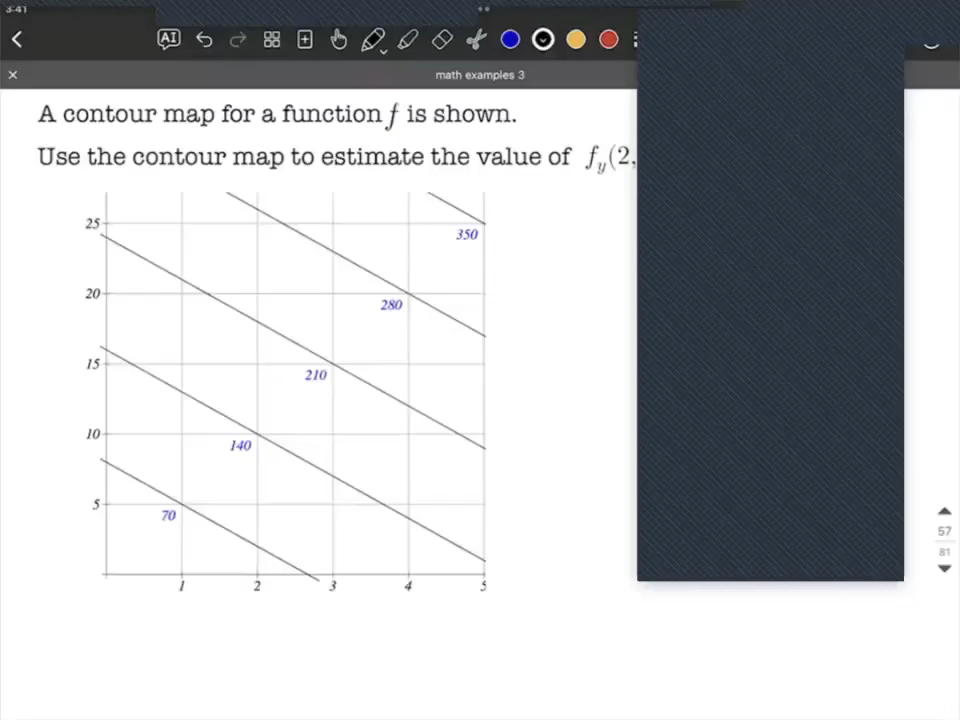 3:41
AI
math examples 3
A contour map for a function f is shown.
Use the contour map to estimate the value of f_y(2,
25
350
20
280
15
210
10
140
5
70
1 2 3 4 5
57
81